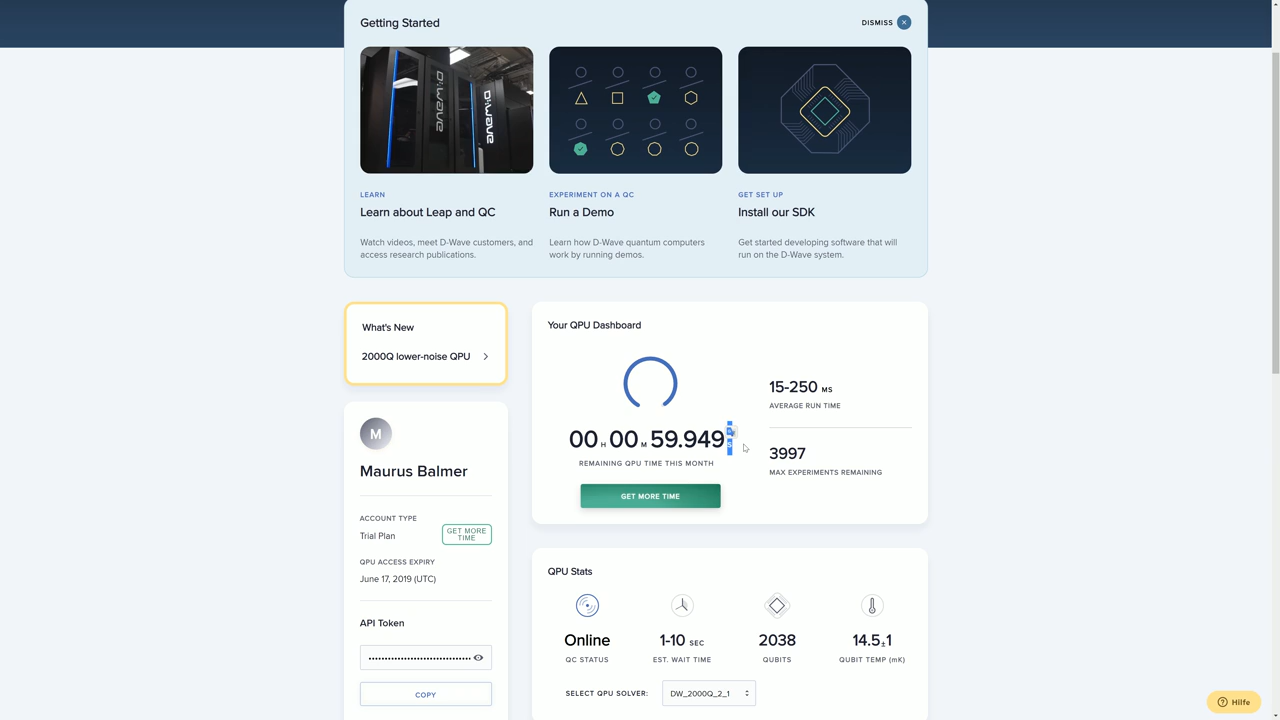 Getting Started
DISMISS
D:Wave
D:Wave
LEARN
Learn about Leap and QC
Watch videos, meet D-Wave customers, and
access research publications.
EXPERIMENT ON A QC
Run a Demo
Learn how D-Wave quantum computers
work by running demos.
GET SET UP
Install our SDK
Get started developing software that will
run on the D-Wave system.
What's New
2000Q lower-noise QPU
M
Maurus Balmer
ACCOUNT TYPE
Trial Plan
GET MORE
TIME
QPU ACCESS EXPIRY
June 17, 2019 (UTC)
API Token
COPY
Your QPU Dashboard
00 H 00 M 59.949 S
REMAINING QPU TIME THIS MONTH
GET MORE TIME
15-250 MS
AVERAGE RUN TIME
3997
MAX EXPERIMENTS REMAINING
QPU Stats
Online
QC STATUS
1-10 SEC
EST. WAIT TIME
2038
QUBITS
14.5±1
QUBIT TEMP (mK)
SELECT QPU SOLVER:
DW_2000Q_2_1
Hilfe